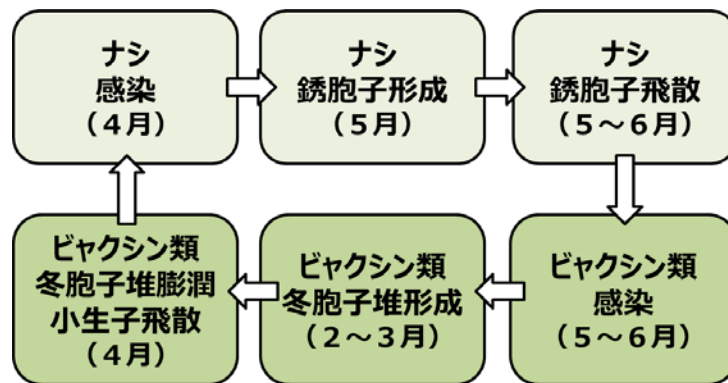 ナシ
感染
（４月）
ナシ
銹胞子形成
（５月）
ナシ
銹胞子飛散
（５～６月）
ビャクシン類
冬胞子堆膨潤
小生子飛散
（４月）
ビャクシン類
冬胞子堆形成
（２～３月）
ビャクシン類
感染
（５～６月）